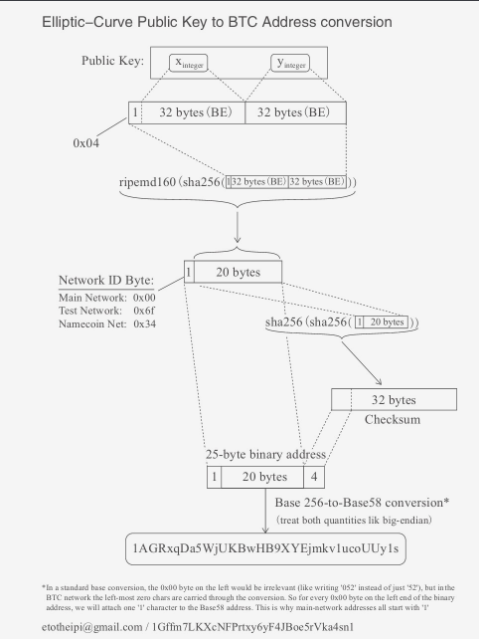 Elliptic–Curve Public Key to BTC Address conversion
Public Key: x integer y integer
1 32 bytes (BE) 32 bytes (BE)
0x04
ripemd160 (sha256 (1 32 bytes (BE) 32 bytes (BE) ))
1 20 bytes
Network ID Byte:
Main Network: 0x00
Test Network: 0x6f
Namecoin Net: 0x34
sha256 (sha256 ( 1 20 bytes ))
32 bytes
Checksum
25-byte binary address
1 20 bytes 4
Base 256-to-Base58 conversion*
(treat both quantities lik big-endian)
1AGRxqDa5WjUKBwHB9XYEjmkv1ucoUUy1s
*In a standard base conversion, the 0x00 byte on the left would be irrelevant (like writing '052' instead of just '52'), but in the
BTC network the left-most zero chars are carried through the conversion. So for every 0x00 byte on the left end of the binary
address, we will attach one '1' character to the Base58 address. This is why main-network addresses all start with '1'
etotheipi@gmail.com / 1Gffm7LKXcNFPrtxy6yF4JBoe5rVka4sn1